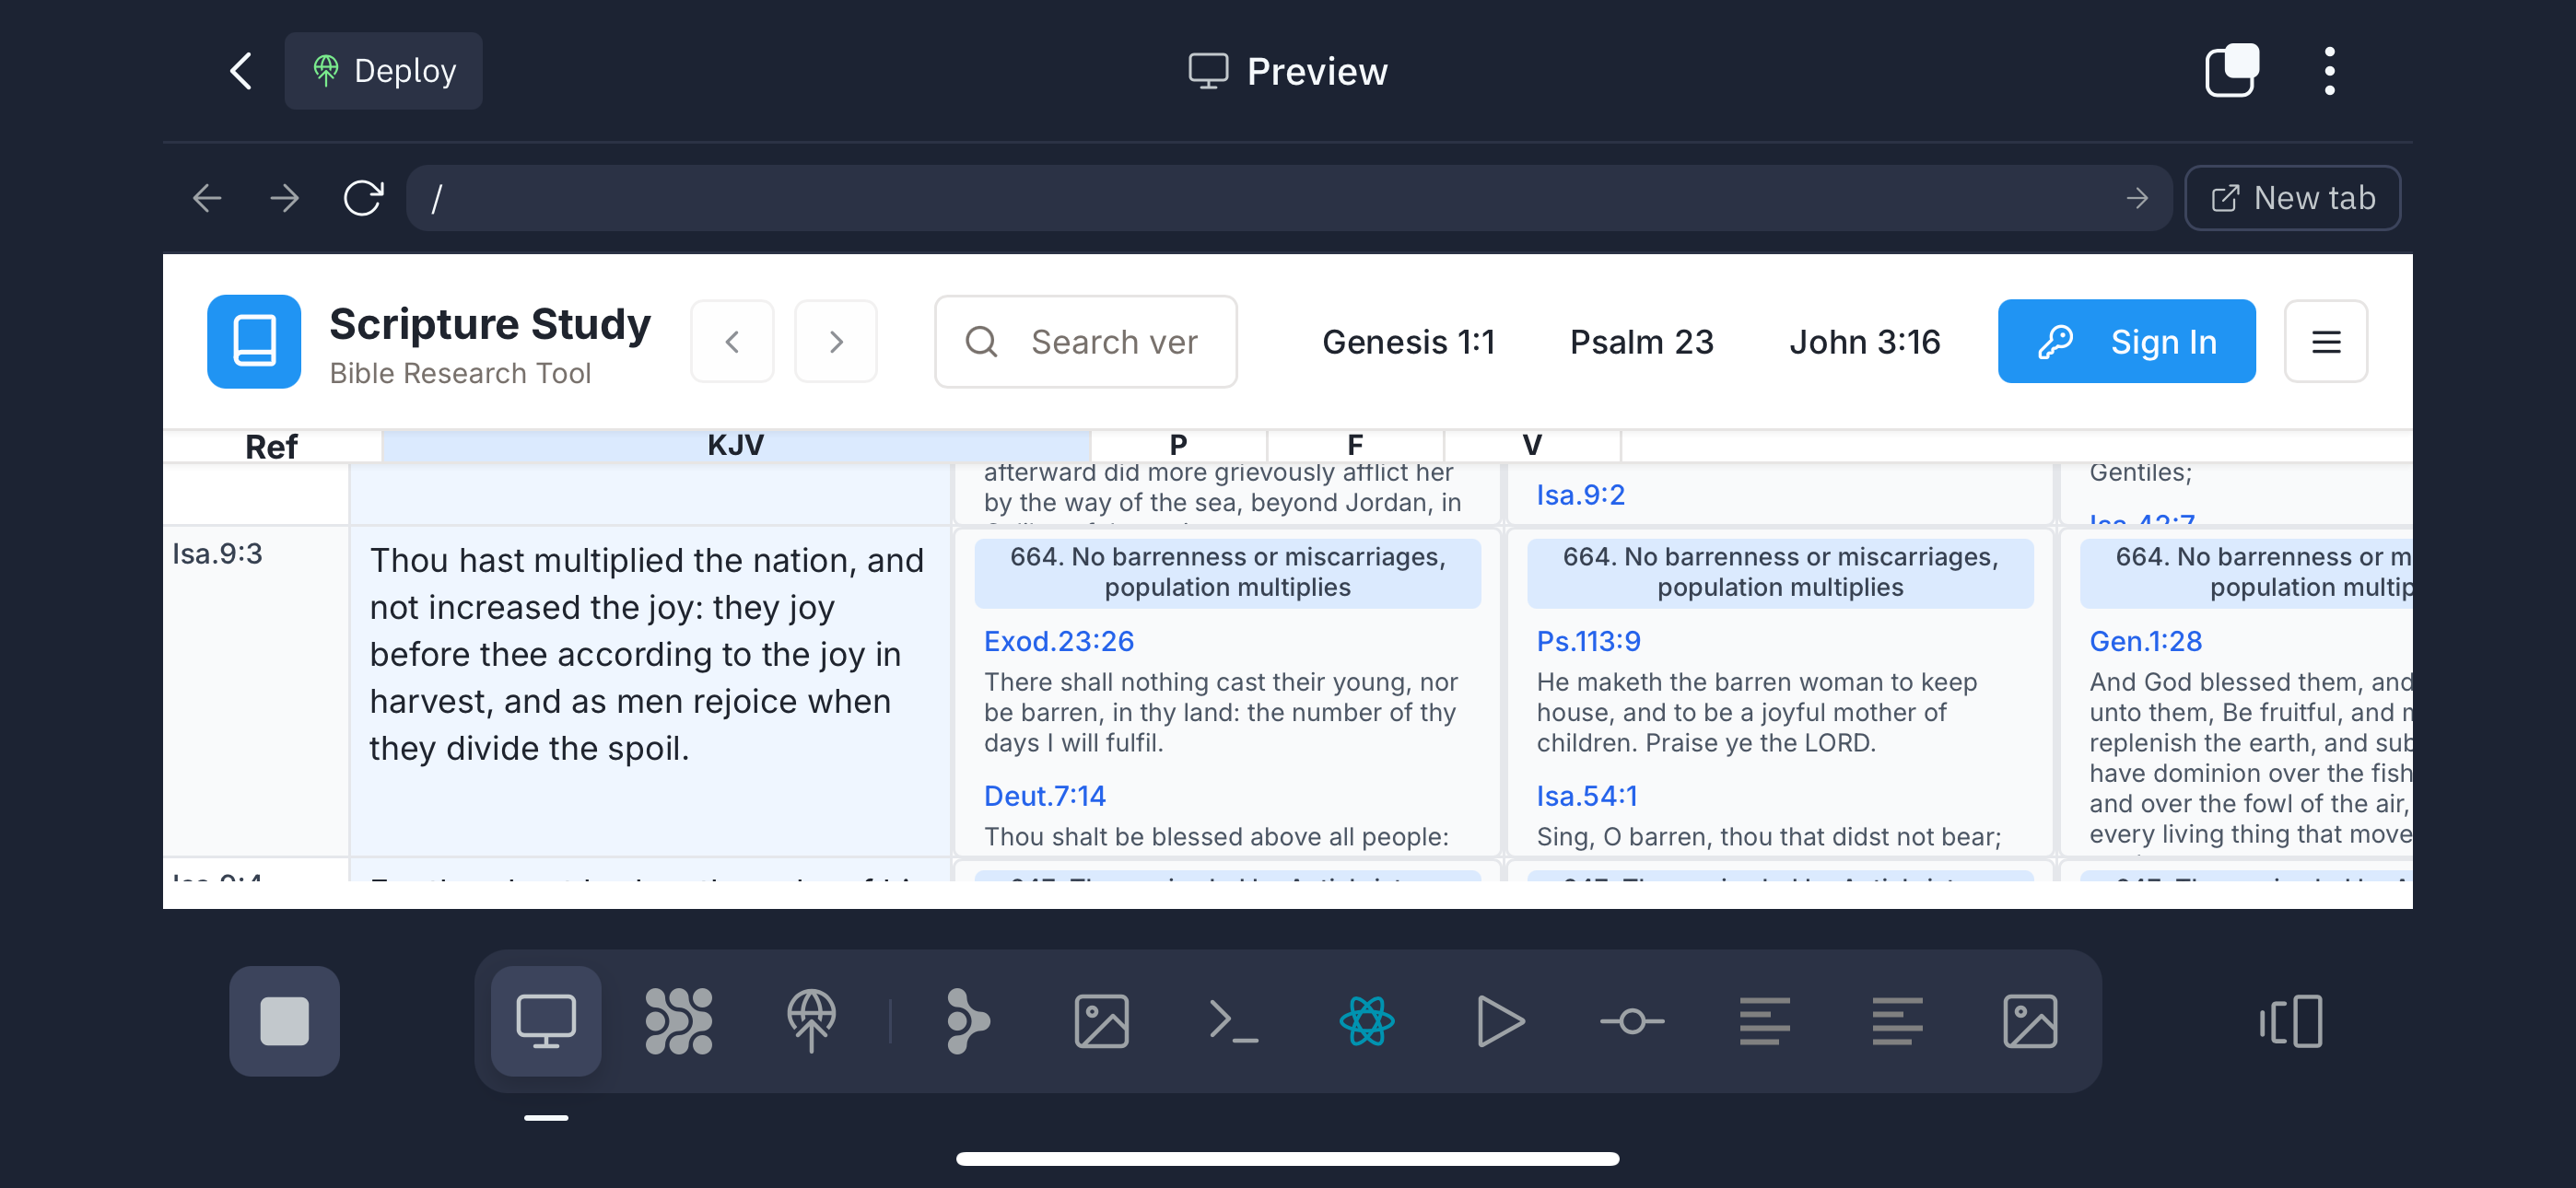 Deploy
Preview
/
New tab
Scripture Study
Bible Research Tool
Search ver
Genesis 1:1
Psalm 23
John 3:16
Sign In
Ref
KJV
P
F
V
afterward did more grievously afflict her
by the way of the sea, beyond Jordan, in
Isa.9:2
Gentiles;
Isa.42:7
Isa.9:3
Thou hast multiplied the nation, and
not increased the joy: they joy
before thee according to the joy in
harvest, and as men rejoice when
they divide the spoil.
664. No barrenness or miscarriages,
population multiplies
Exod.23:26
There shall nothing cast their young, nor
be barren, in thy land: the number of thy
days I will fulfil.
Deut.7:14
Thou shalt be blessed above all people:
664. No barrenness or miscarriages,
population multiplies
Ps.113:9
He maketh the barren woman to keep
house, and to be a joyful mother of
children. Praise ye the LORD.
Isa.54:1
Sing, O barren, thou that didst not bear;
664. No barrenness or m
population multip
Gen.1:28
And God blessed them, and
unto them, Be fruitful, and m
replenish the earth, and sub
have dominion over the fish
and over the fowl of the air,
every living thing that move
Isa.9:4